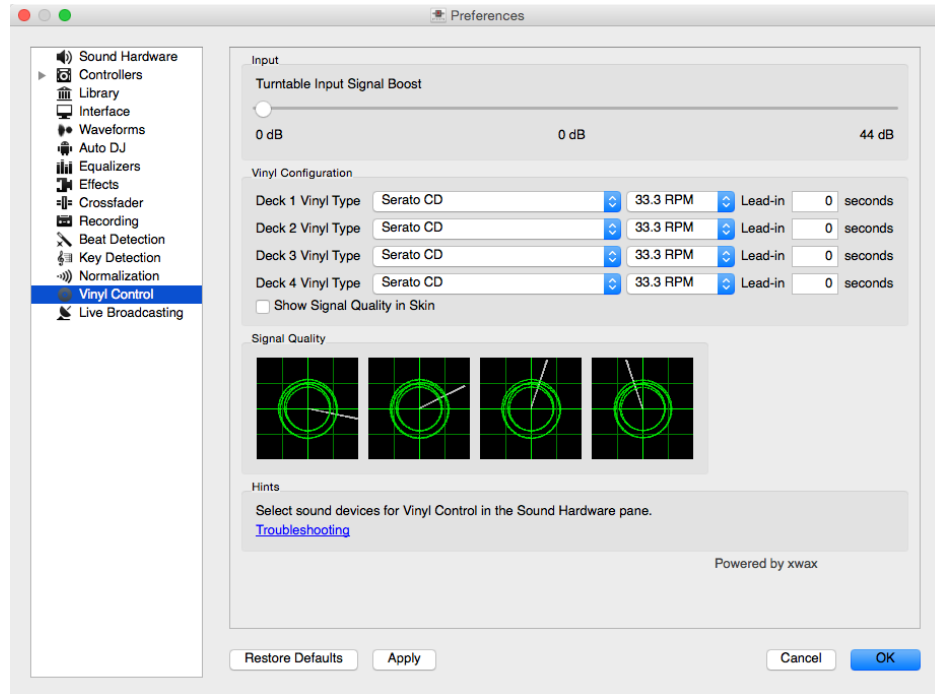 Preferences
Sound Hardware
Controllers
Library
Interface
Waveforms
Auto DJ
Equalizers
Effects
Crossfader
Recording
Beat Detection
Key Detection
Normalization
Vinyl Control
Live Broadcasting
Input
Turntable Input Signal Boost
0 dB 0 dB 44 dB
Vinyl Configuration
Deck 1 Vinyl Type Serato CD 33.3 RPM Lead-in 0 seconds
Deck 2 Vinyl Type Serato CD 33.3 RPM Lead-in 0 seconds
Deck 3 Vinyl Type Serato CD 33.3 RPM Lead-in 0 seconds
Deck 4 Vinyl Type Serato CD 33.3 RPM Lead-in 0 seconds
Show Signal Quality in Skin
Signal Quality
Hints
Select sound devices for Vinyl Control in the Sound Hardware pane.
Troubleshooting
Powered by xwax
Restore Defaults Apply Cancel OK